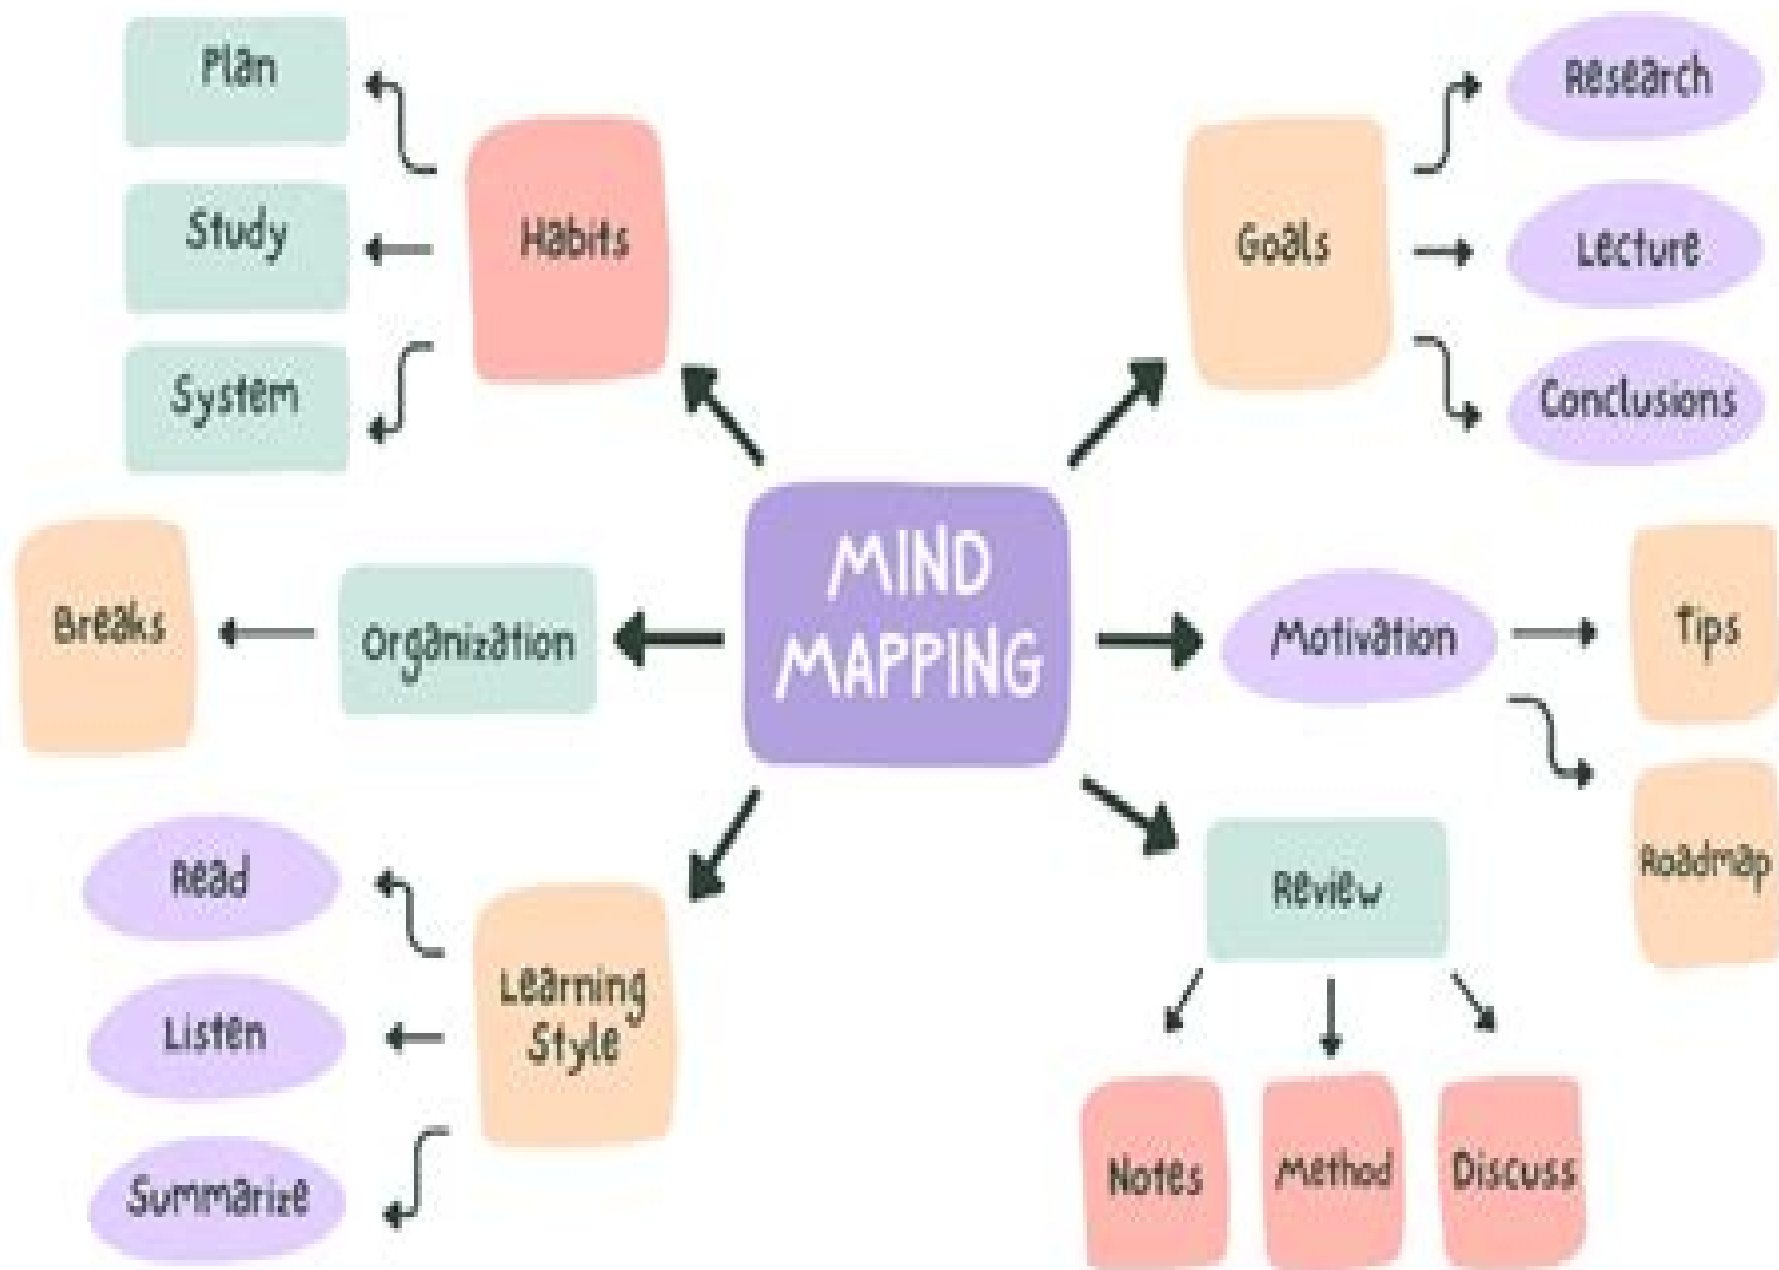 Plan
Study
System
Habits
Goals
Research
Lecture
Conclusions
MIND
MAPPING
Breaks
Organization
Motivation
Tips
Roadmap
Read
Listen
Summarize
Learning
Style
Review
Notes
Method
Discuss